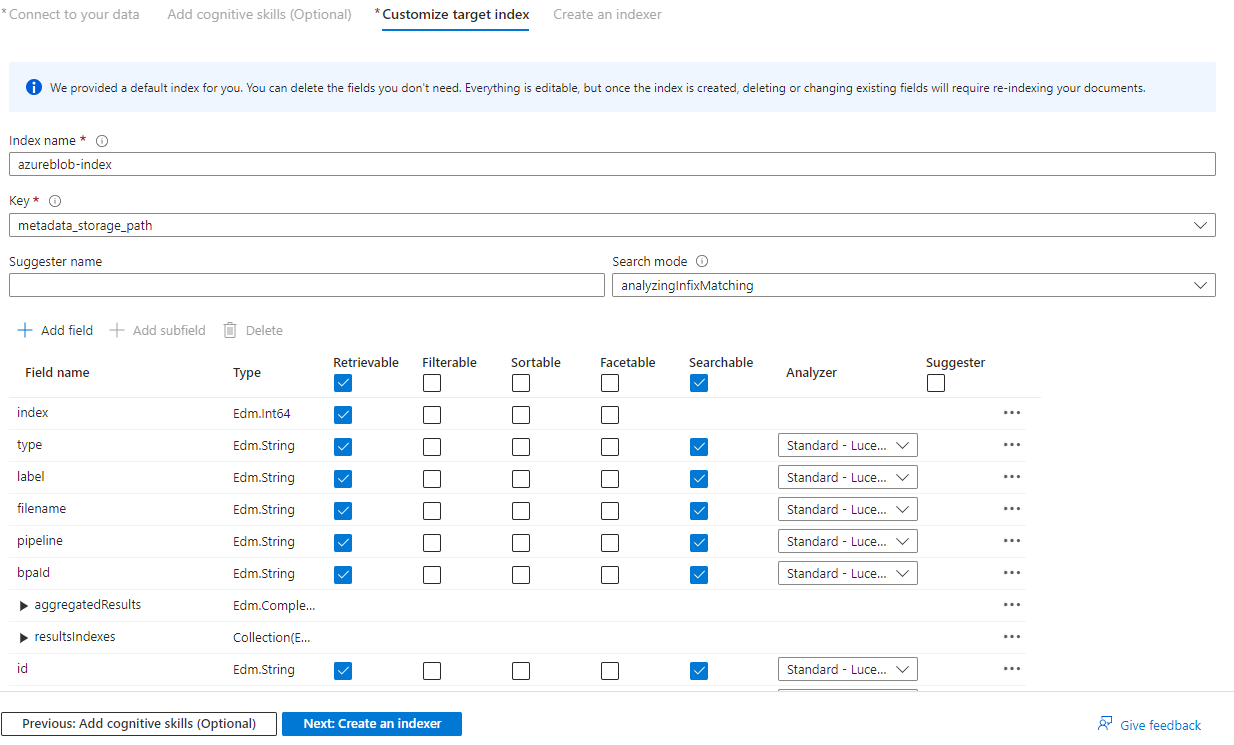 * Connect to your data Add cognitive skills (Optional) * Customize target index Create an indexer
We provided a default index for you. You can delete the fields you don't need. Everything is editable, but once the index is created, deleting or changing existing fields will require re-indexing your documents.
Index name *
azureblob-index
Key *
metadata_storage_path
Suggester name Search mode
analyzingInfixMatching
Add field Add subfield Delete
Field name Type Retrievable Filterable Sortable Facetable Searchable Analyzer Suggester
index Edm.Int64
type Edm.String Standard - Luce...
label Edm.String Standard - Luce...
filename Edm.String Standard - Luce...
pipeline Edm.String Standard - Luce...
bpaId Edm.String Standard - Luce...
aggregatedResults Edm.Comple...
resultsIndexes Collection(E...
id Edm.String Standard - Luce...
Previous: Add cognitive skills (Optional) Next: Create an indexer Give feedback